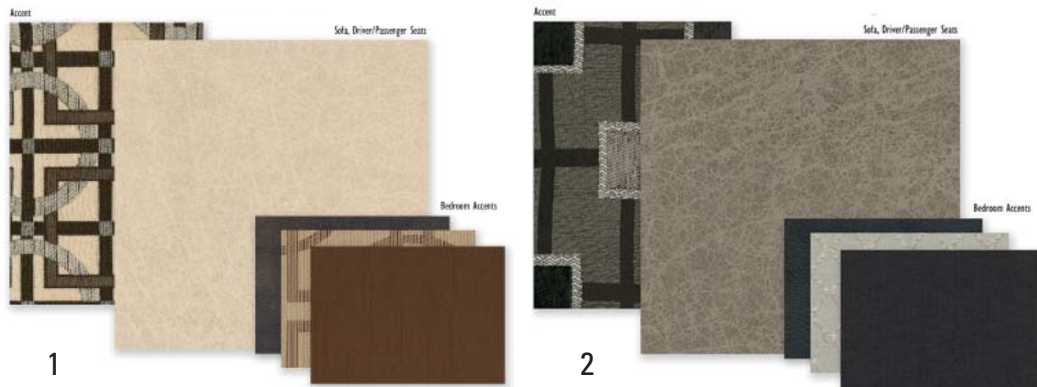 Accent
Sofa, Driver/Passenger Seats
Bedroom Accents
1
Accent
Sofa, Driver/Passenger Seats
Bedroom Accents
2